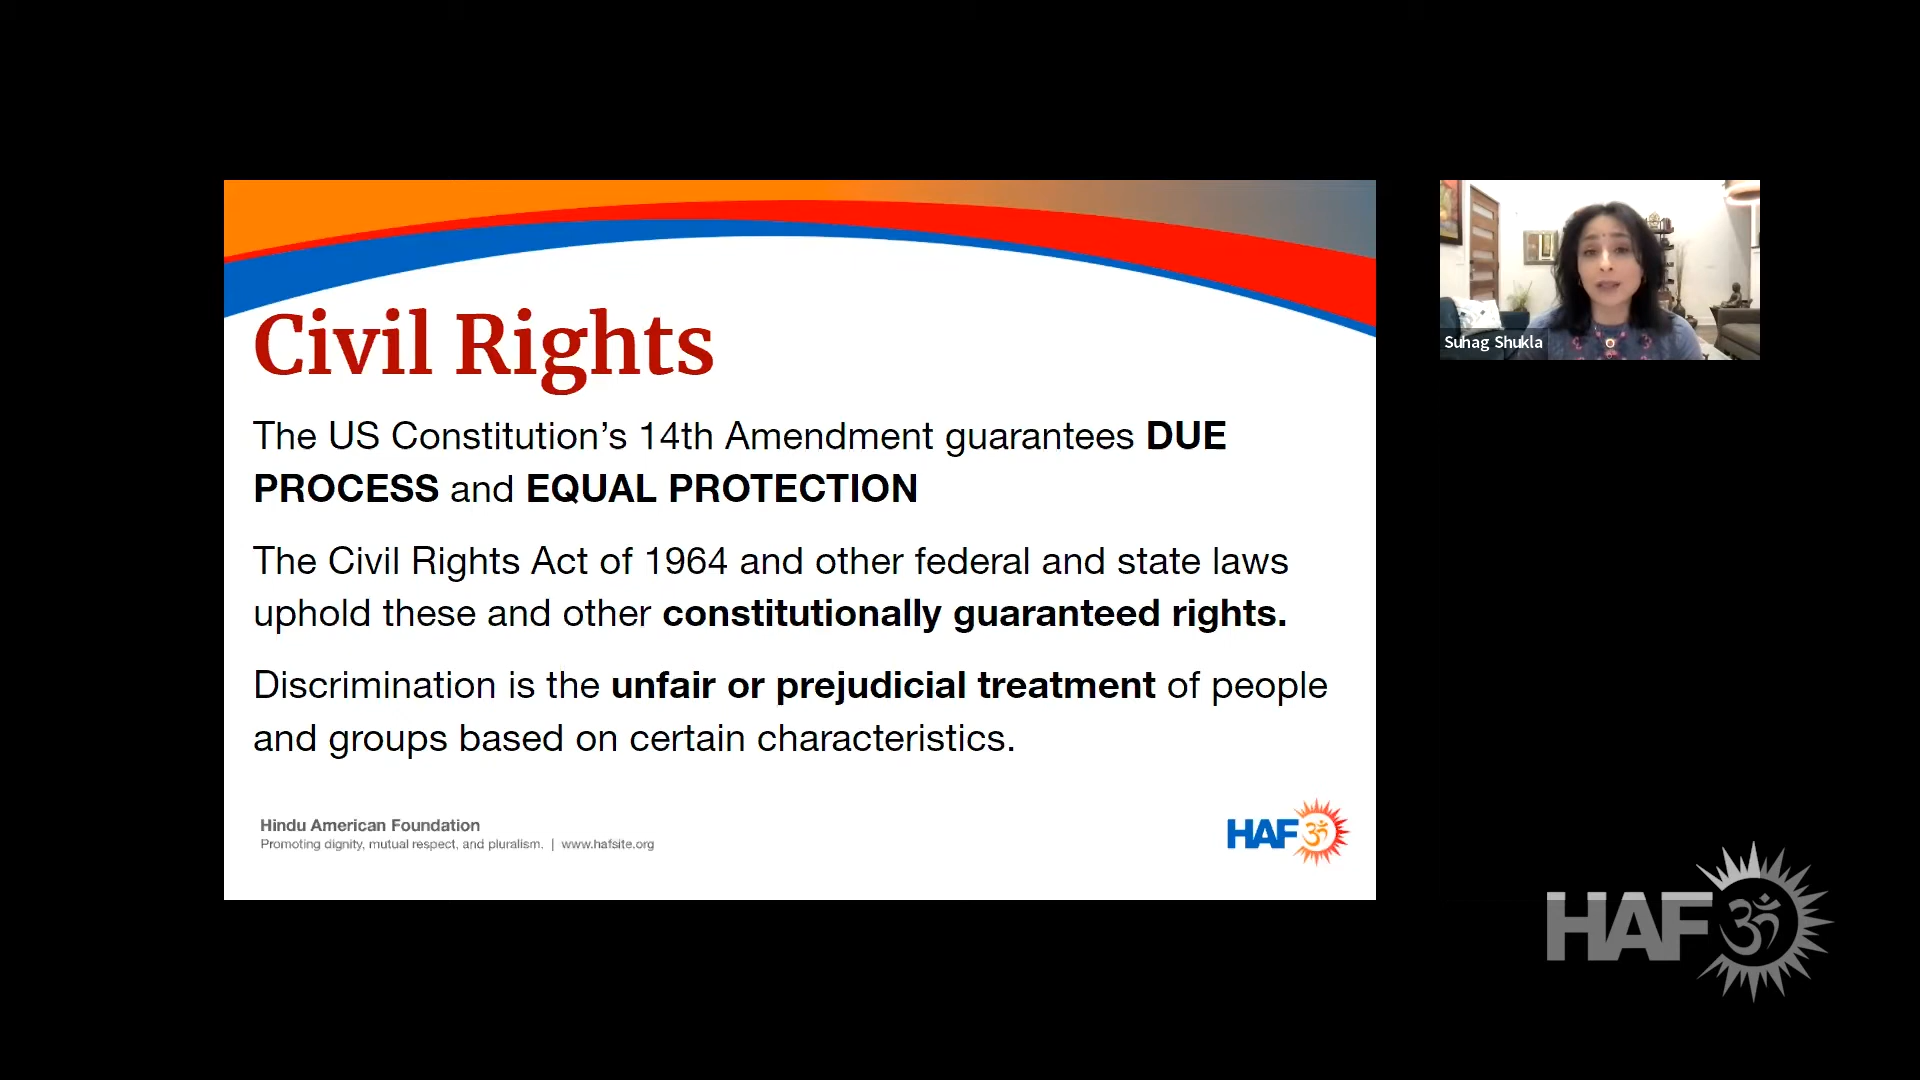 Civil Rights
The US Constitution’s 14th Amendment guarantees DUE
PROCESS and EQUAL PROTECTION
The Civil Rights Act of 1964 and other federal and state laws
uphold these and other constitutionally guaranteed rights.
Discrimination is the unfair or prejudicial treatment of people
and groups based on certain characteristics.
Hindu American Foundation
Promoting dignity, mutual respect, and pluralism. | www.hafsite.org
HAFॐ
Suhag Shukla
HAFॐ